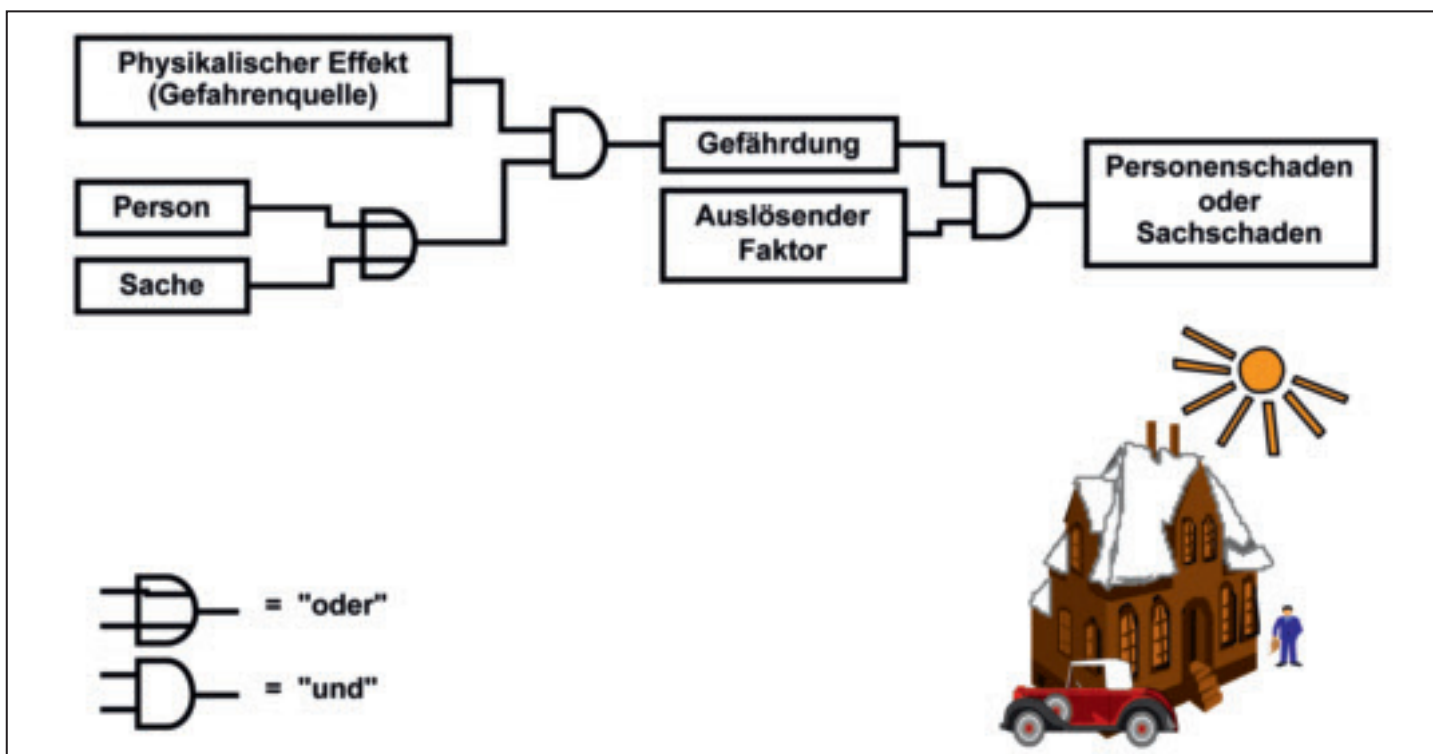 Physikalischer Effekt
(Gefahrenquelle)
Person
Sache
Gefährdung
Auslösender
Faktor
Personenschaden
oder
Sachschaden
= "oder"
= "und"